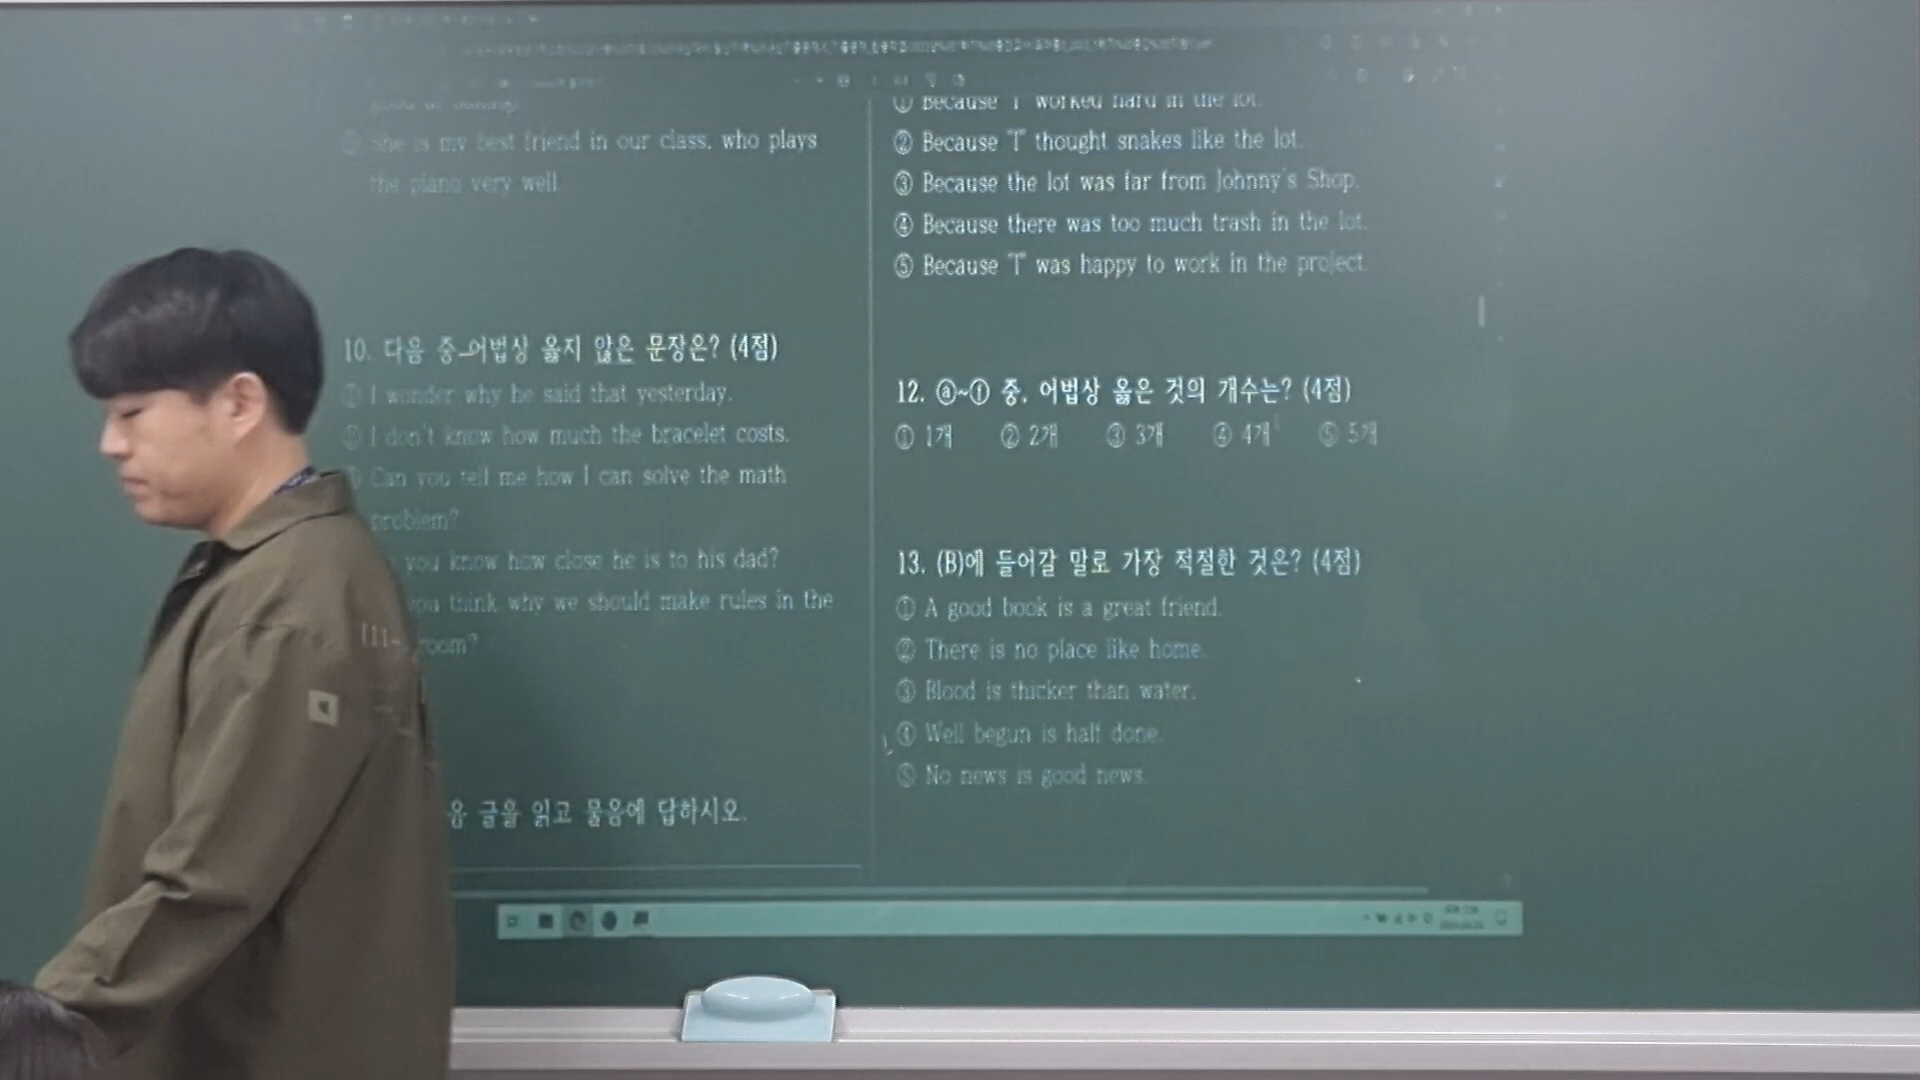 She is my best friend in our class, who plays
the piano very well.
10. 다음 중 어법상 옳지 않은 문장은? (4점)
① I wonder why he said that yesterday.
② I don't know how much the bracelet costs.
Can you tell me how I can solve the math
problem?
you know how close he is to his dad?
you think why we should make rules in the
room?
글을 읽고 물음에 답하시오.
① Because "I" worked hard in the lot.
② Because "I" thought snakes like the lot.
③ Because the lot was far from Johnny's Shop.
④ Because there was too much trash in the lot.
⑤ Because "I" was happy to work in the project.
12. ⓐ~ⓕ 중, 어법상 옳은 것의 개수는? (4점)
① 1개 ② 2개 ③ 3개 ④ 4개 ⑤ 5개
13. (B)에 들어갈 말로 가장 적절한 것은? (4점)
① A good book is a great friend.
② There is no place like home.
③ Blood is thicker than water.
④ Well begun is half done.
⑤ No news is good news.